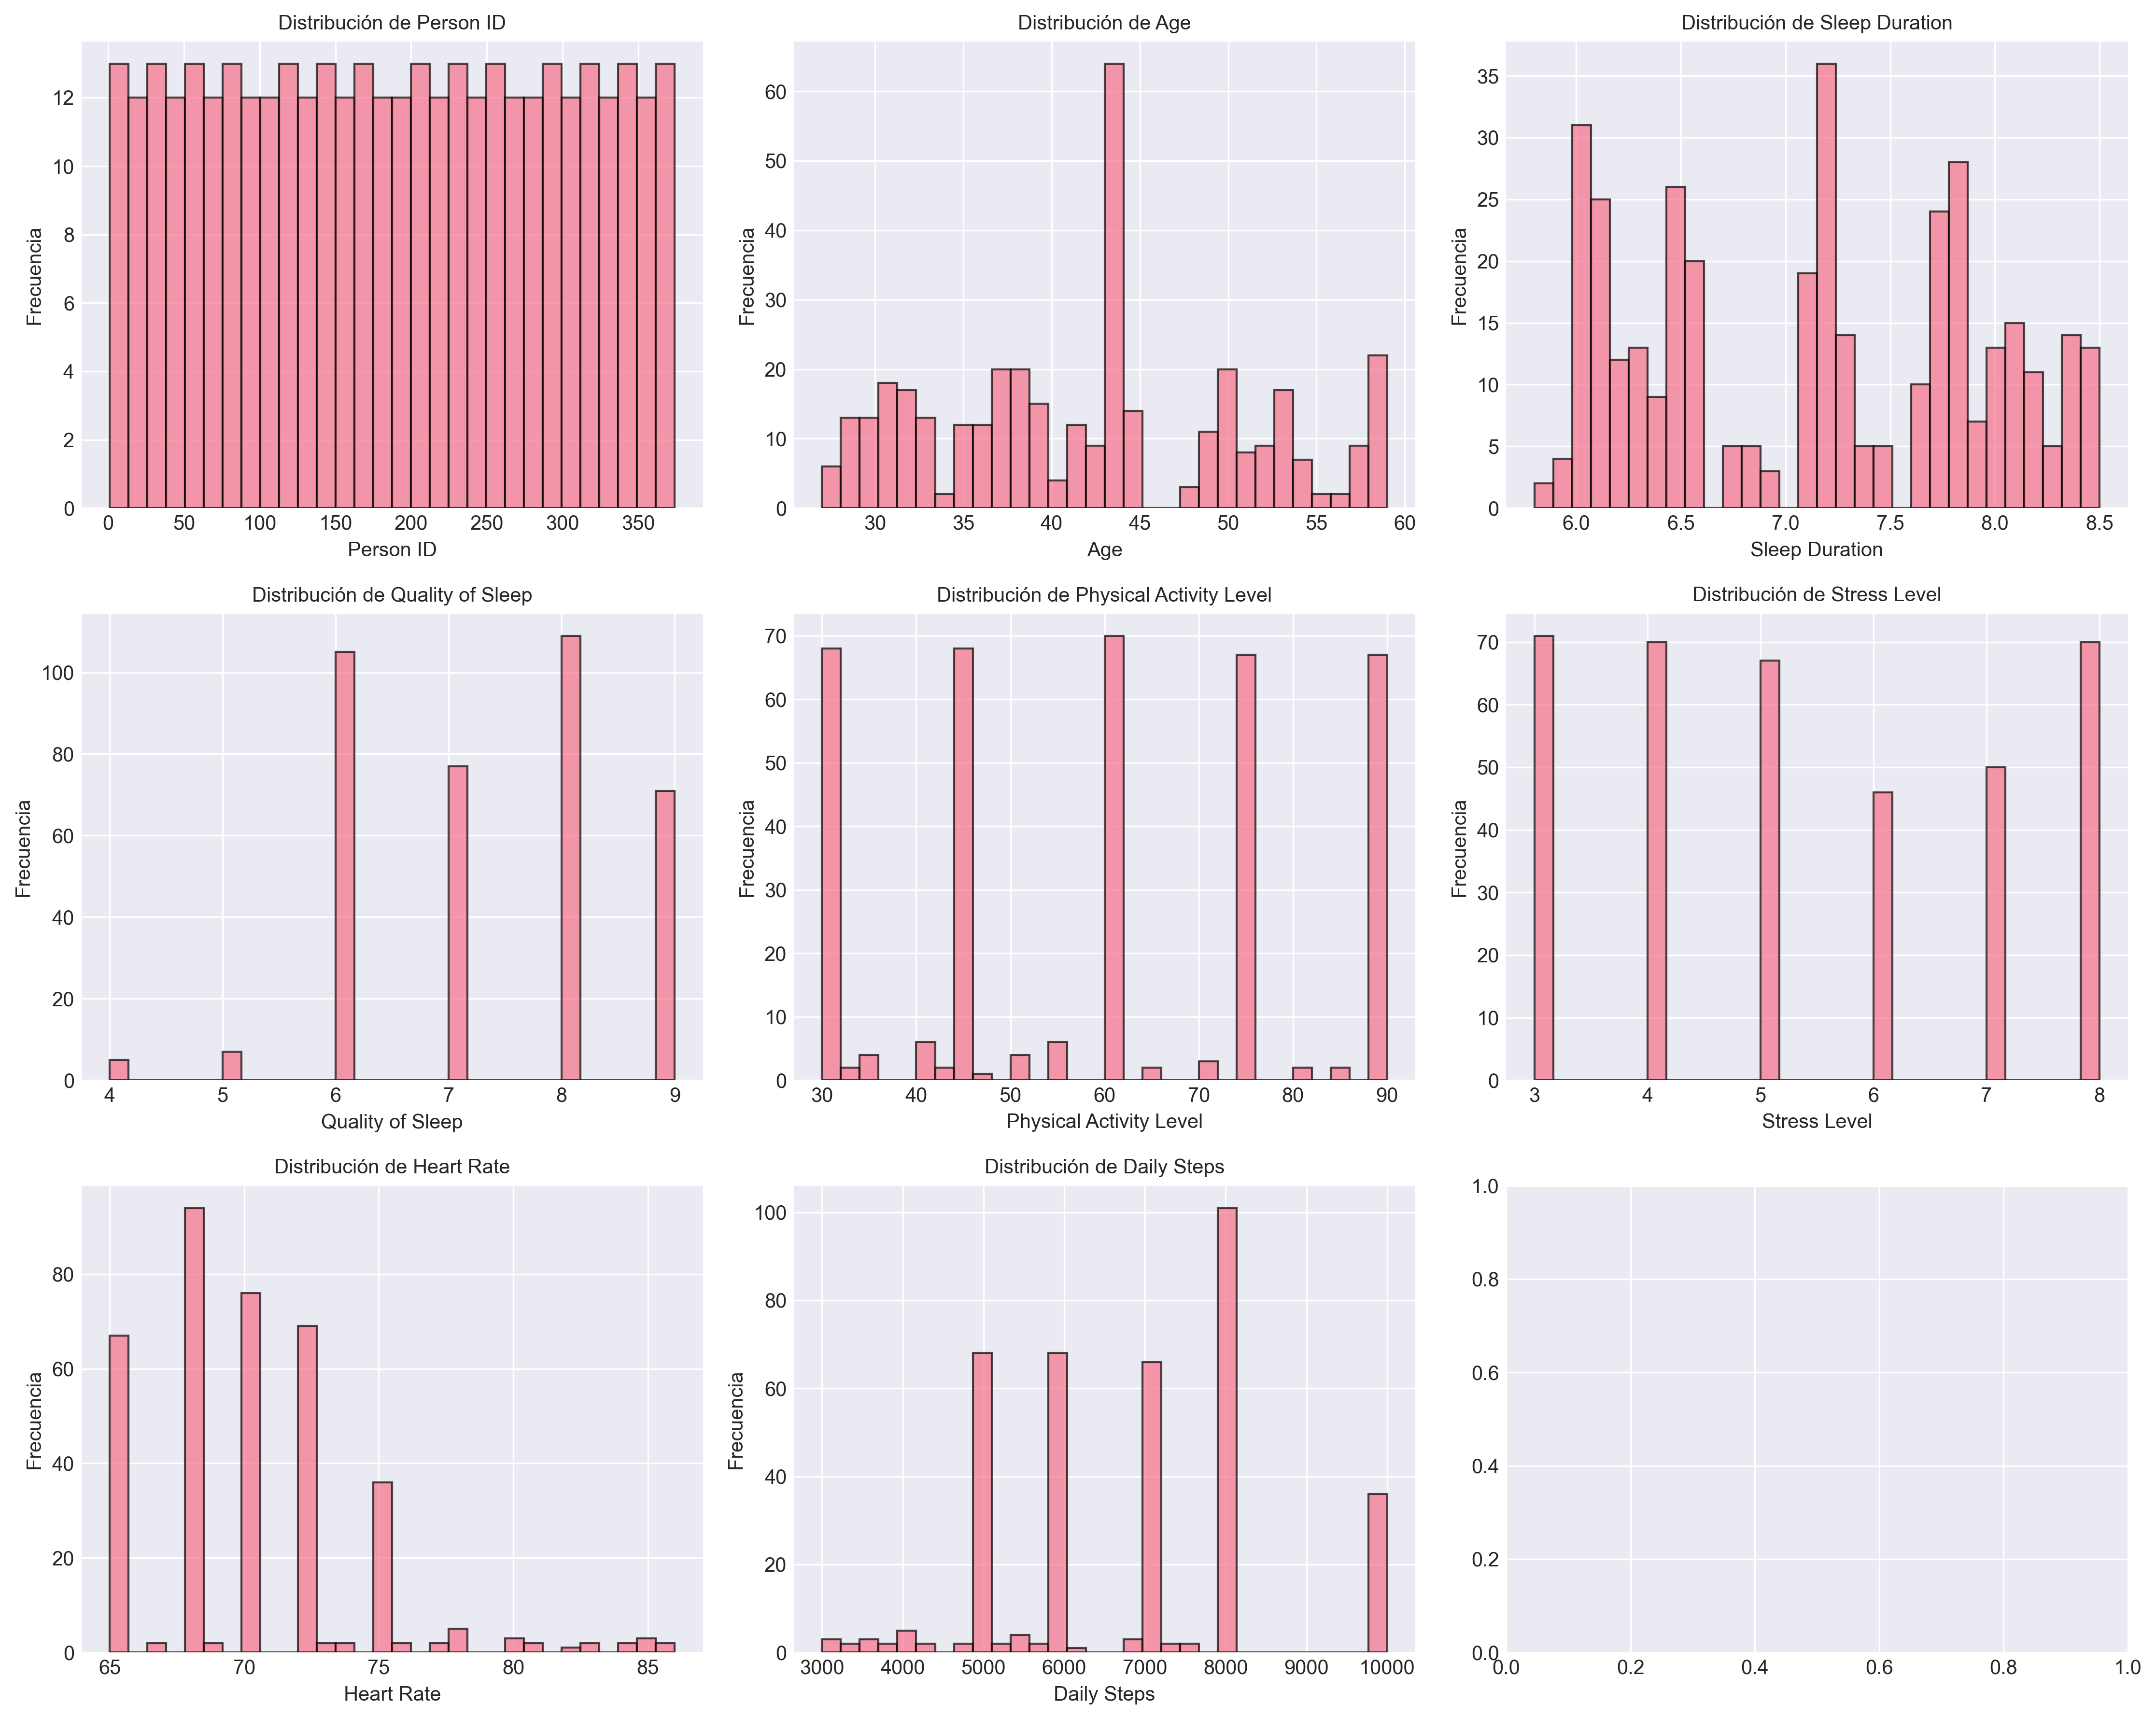 Distribución de Person ID
Distribución de Age
Distribución de Sleep Duration
Frecuencia
12
10
8
6
4
2
0
0 50 100 150 200 250 300 350
Person ID
Frecuencia
60
50
40
30
20
10
0
30 35 40 45 50 55 60
Age
Frecuencia
35
30
25
20
15
10
5
0
6.0 6.5 7.0 7.5 8.0 8.5
Sleep Duration
Distribución de Quality of Sleep
Distribución de Physical Activity Level
Distribución de Stress Level
Frecuencia
100
80
60
40
20
0
4 5 6 7 8 9
Quality of Sleep
Frecuencia
70
60
50
40
30
20
10
0
30 40 50 60 70 80 90
Physical Activity Level
Frecuencia
70
60
50
40
30
20
10
0
3 4 5 6 7 8
Stress Level
Distribución de Heart Rate
Distribución de Daily Steps
Frecuencia
80
60
40
20
0
65 70 75 80 85
Heart Rate
Frecuencia
100
80
60
40
20
0
3000 4000 5000 6000 7000 8000 9000 10000
Daily Steps
1.0
0.8
0.6
0.4
0.2
0.0
0.0 0.2 0.4 0.6 0.8 1.0